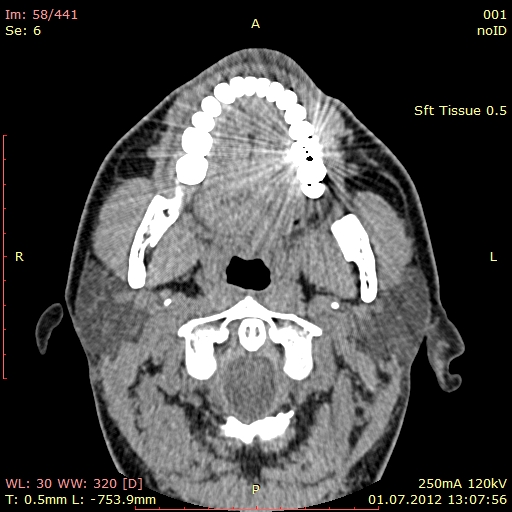 Im: 58/441
Se: 6
A
001
noID
Sft Tissue 0.5
R
L
WL: 30 WW: 320 [D]
T: 0.5mm L: -753.9mm
P
250mA 120kV
01.07.2012 13:07:56